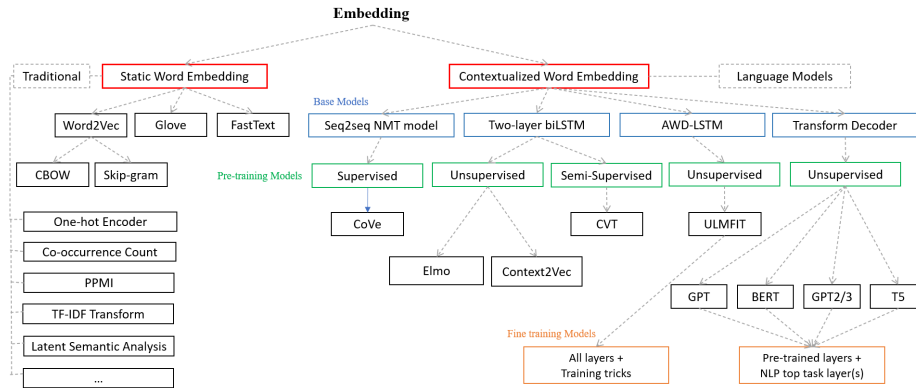 Embedding
Traditional
Static Word Embedding
Contextualized Word Embedding
Language Models
Base Models
Word2Vec
Glove
FastText
Seq2seq NMT model
Two-layer biLSTM
AWD-LSTM
Transform Decoder
CBOW
Skip-gram
Pre-training Models
Supervised
Unsupervised
Semi-Supervised
Unsupervised
Unsupervised
One-hot Encoder
CoVe
CVT
ULMFIT
Co-occurrence Count
Elmo
Context2Vec
PPMI
GPT
BERT
GPT2/3
T5
TF-IDF Transform
Fine training Models
Latent Semantic Analysis
All layers +
Training tricks
Pre-trained layers +
NLP top task layer(s)
...